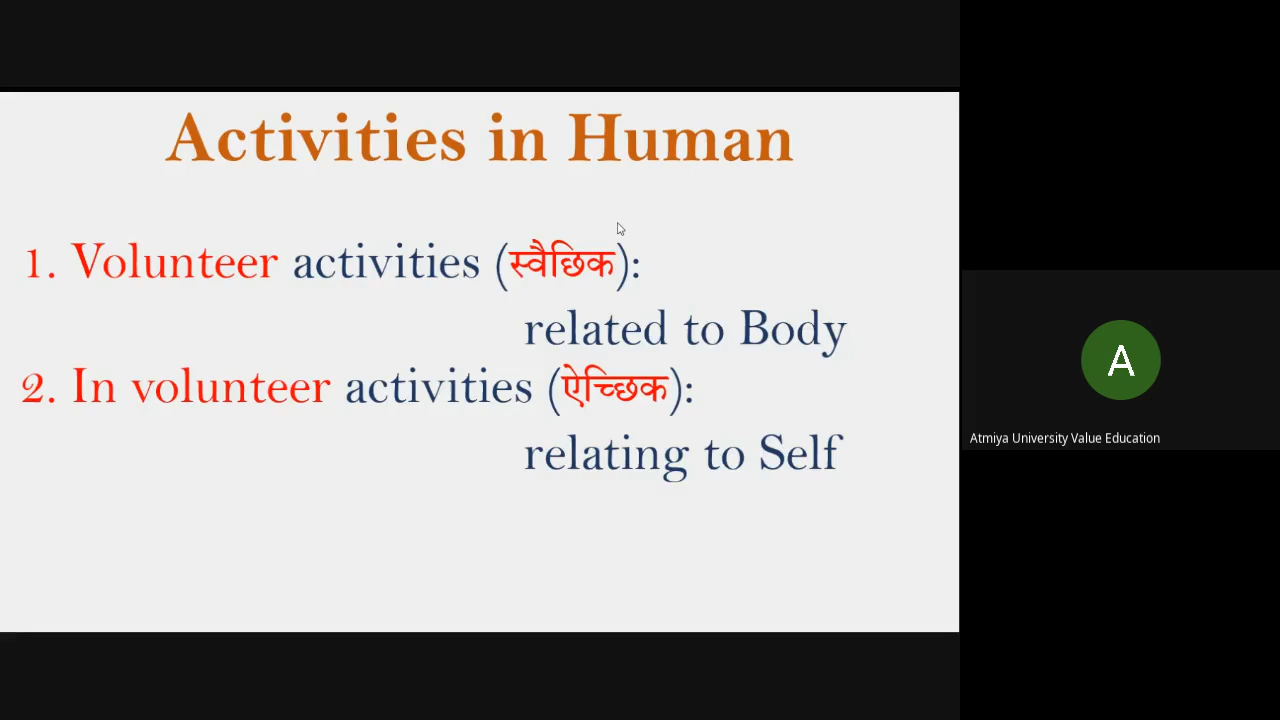 Activities in Human
1. Volunteer activities (स्वैछिक):
related to Body
2. In volunteer activities (ऐच्छिक):
relating to Self
A
Atmiya University Value Education